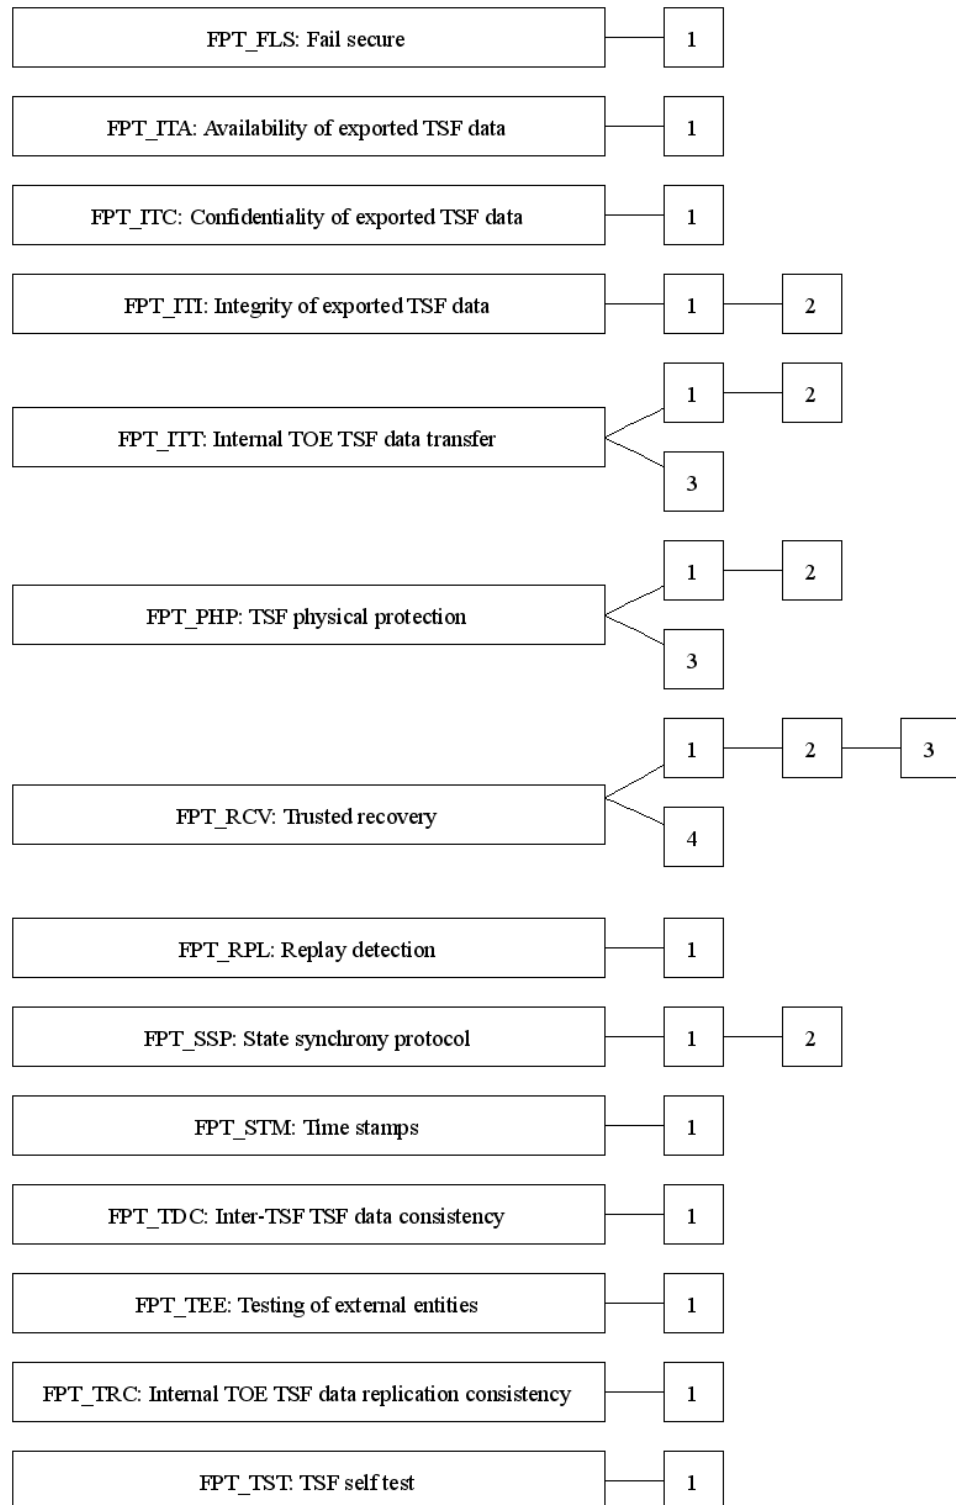 FPT_FLS: Fail secure 1
FPT_ITA: Availability of exported TSF data 1
FPT_ITC: Confidentiality of exported TSF data 1
FPT_ITI: Integrity of exported TSF data 1 2
1 2
FPT_ITT: Internal TOE TSF data transfer
3
1 2
FPT_PHP: TSF physical protection
3
1 2 3
FPT_RCV: Trusted recovery
4
FPT_RPL: Replay detection 1
FPT_SSP: State synchrony protocol 1 2
FPT_STM: Time stamps 1
FPT_TDC: Inter-TSF TSF data consistency 1
FPT_TEE: Testing of external entities 1
FPT_TRC: Internal TOE TSF data replication consistency 1
FPT_TST: TSF self test 1